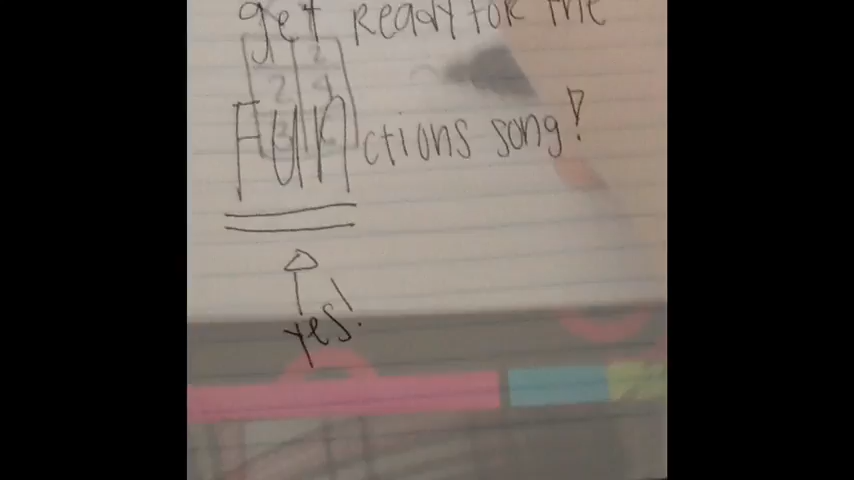 get Ready for the
Functions song!
yes!